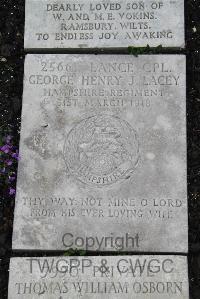 DEARLY LOVED SON OF
W. AND M. E. VOKINS.
RAMSBURY, WILTS.
TO ENDLESS JOY AWAKING
LANCE CPL.
GEORGE HENRY J. LACEY
HAMPSHIRE REGIMENT
31ST MARCH 1918
HAMPSHIRE
THY WAY, NOT MINE O LORD
FROM HIS EVER LOVING WIFE
Copyright
TWGPP & CWGC
PRIVATE
THOMAS WILLIAM OSBORN